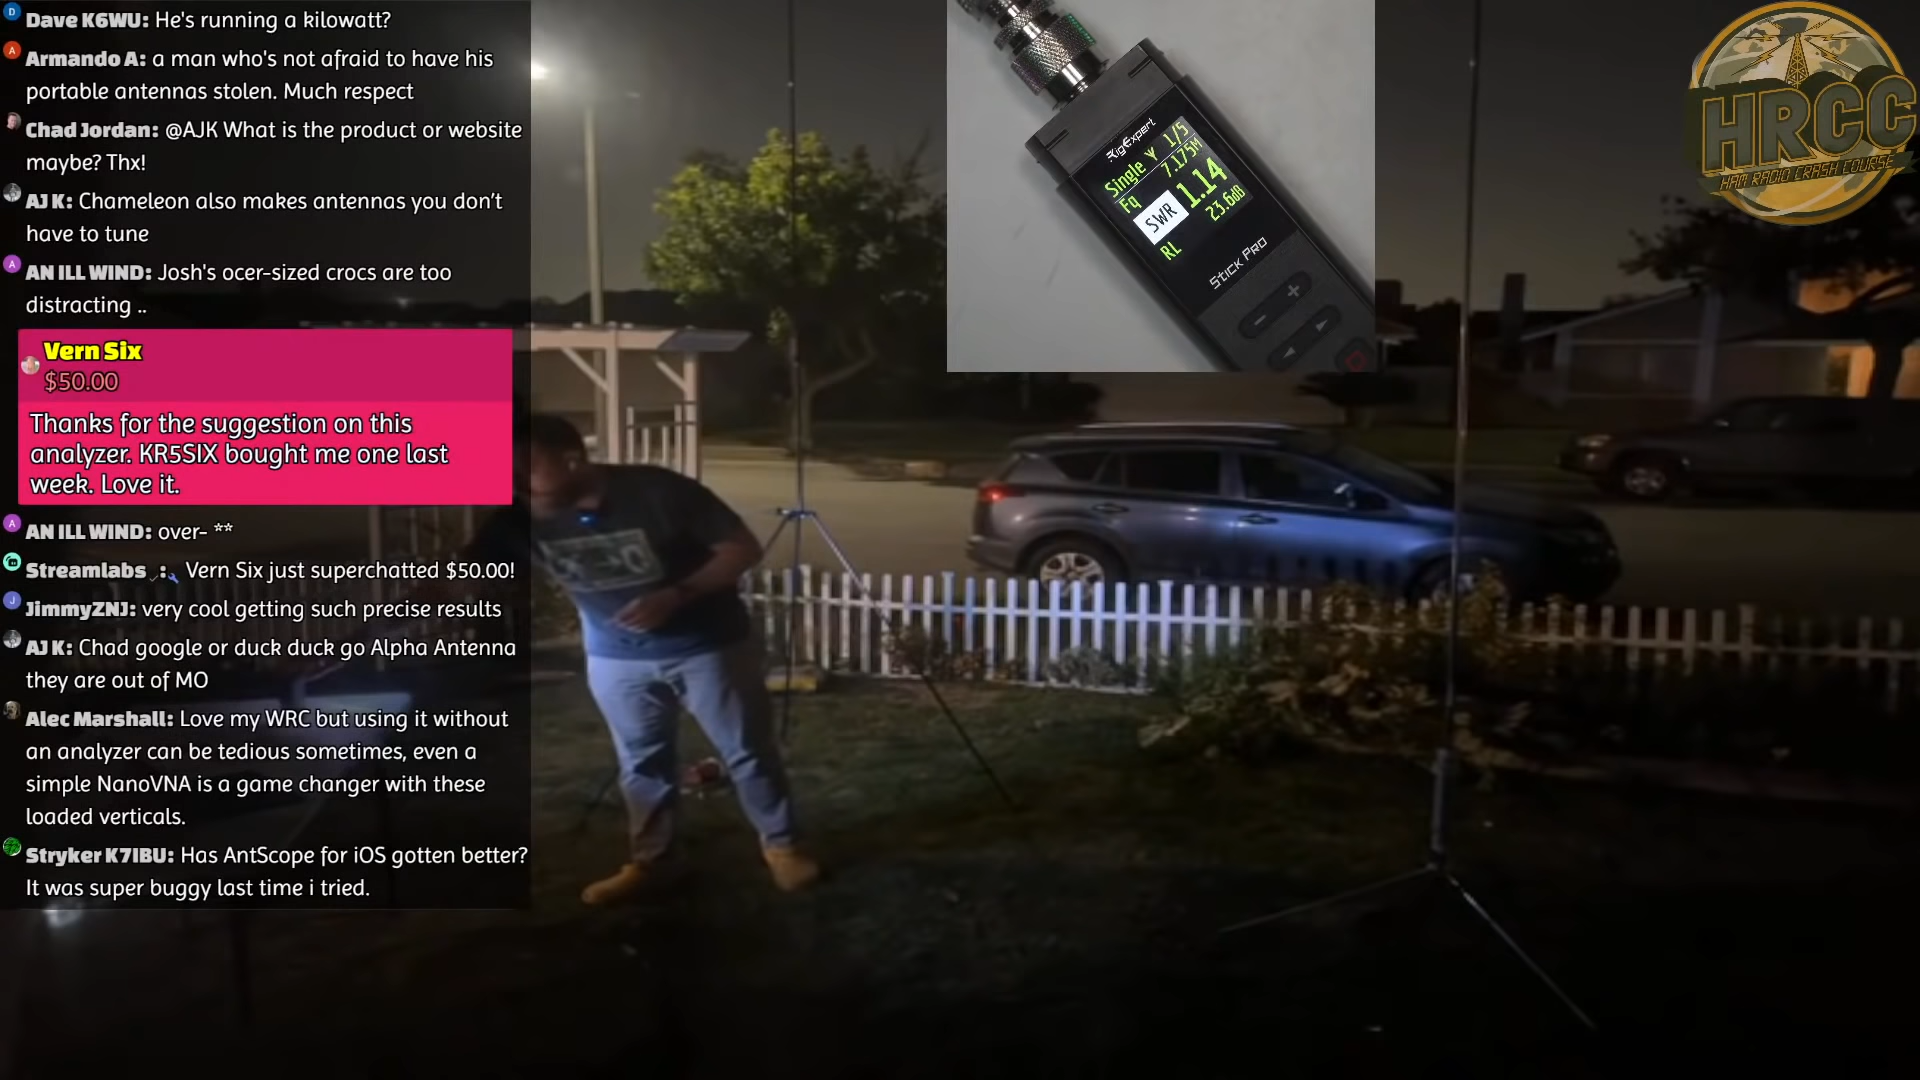 Dave K6WU: He's running a kilowatt?
Armando A: a man who's not afraid to have his
portable antennas stolen. Much respect
Chad Jordan: @AJK What is the product or website
maybe? Thx!
AJ K: Chameleon also makes antennas you don't
have to tune
AN ILL WIND: Josh's ocer-sized crocs are too
distracting ..
Vern Six
$50.00
Thanks for the suggestion on this
analyzer. KR5SIX bought me one last
week. Love it.
AN ILL WIND: over- **
Streamlabs : Vern Six just superchatted $50.00!
JimmyZNJ: very cool getting such precise results
AJ K: Chad google or duck duck go Alpha Antenna
they are out of MO
Alec Marshall: Love my WRC but using it without
an analyzer can be tedious sometimes, even a
simple NanoVNA is a game changer with these
loaded verticals.
Stryker K7IBU: Has AntScope for iOS gotten better?
It was super buggy last time i tried.
RigExpert
Single 1/5
Fq 7.175M
SWR 1.14
RL 23.6dB
Stick Pro
+
-
HRCC
HAM RADIO CRASH COURSE